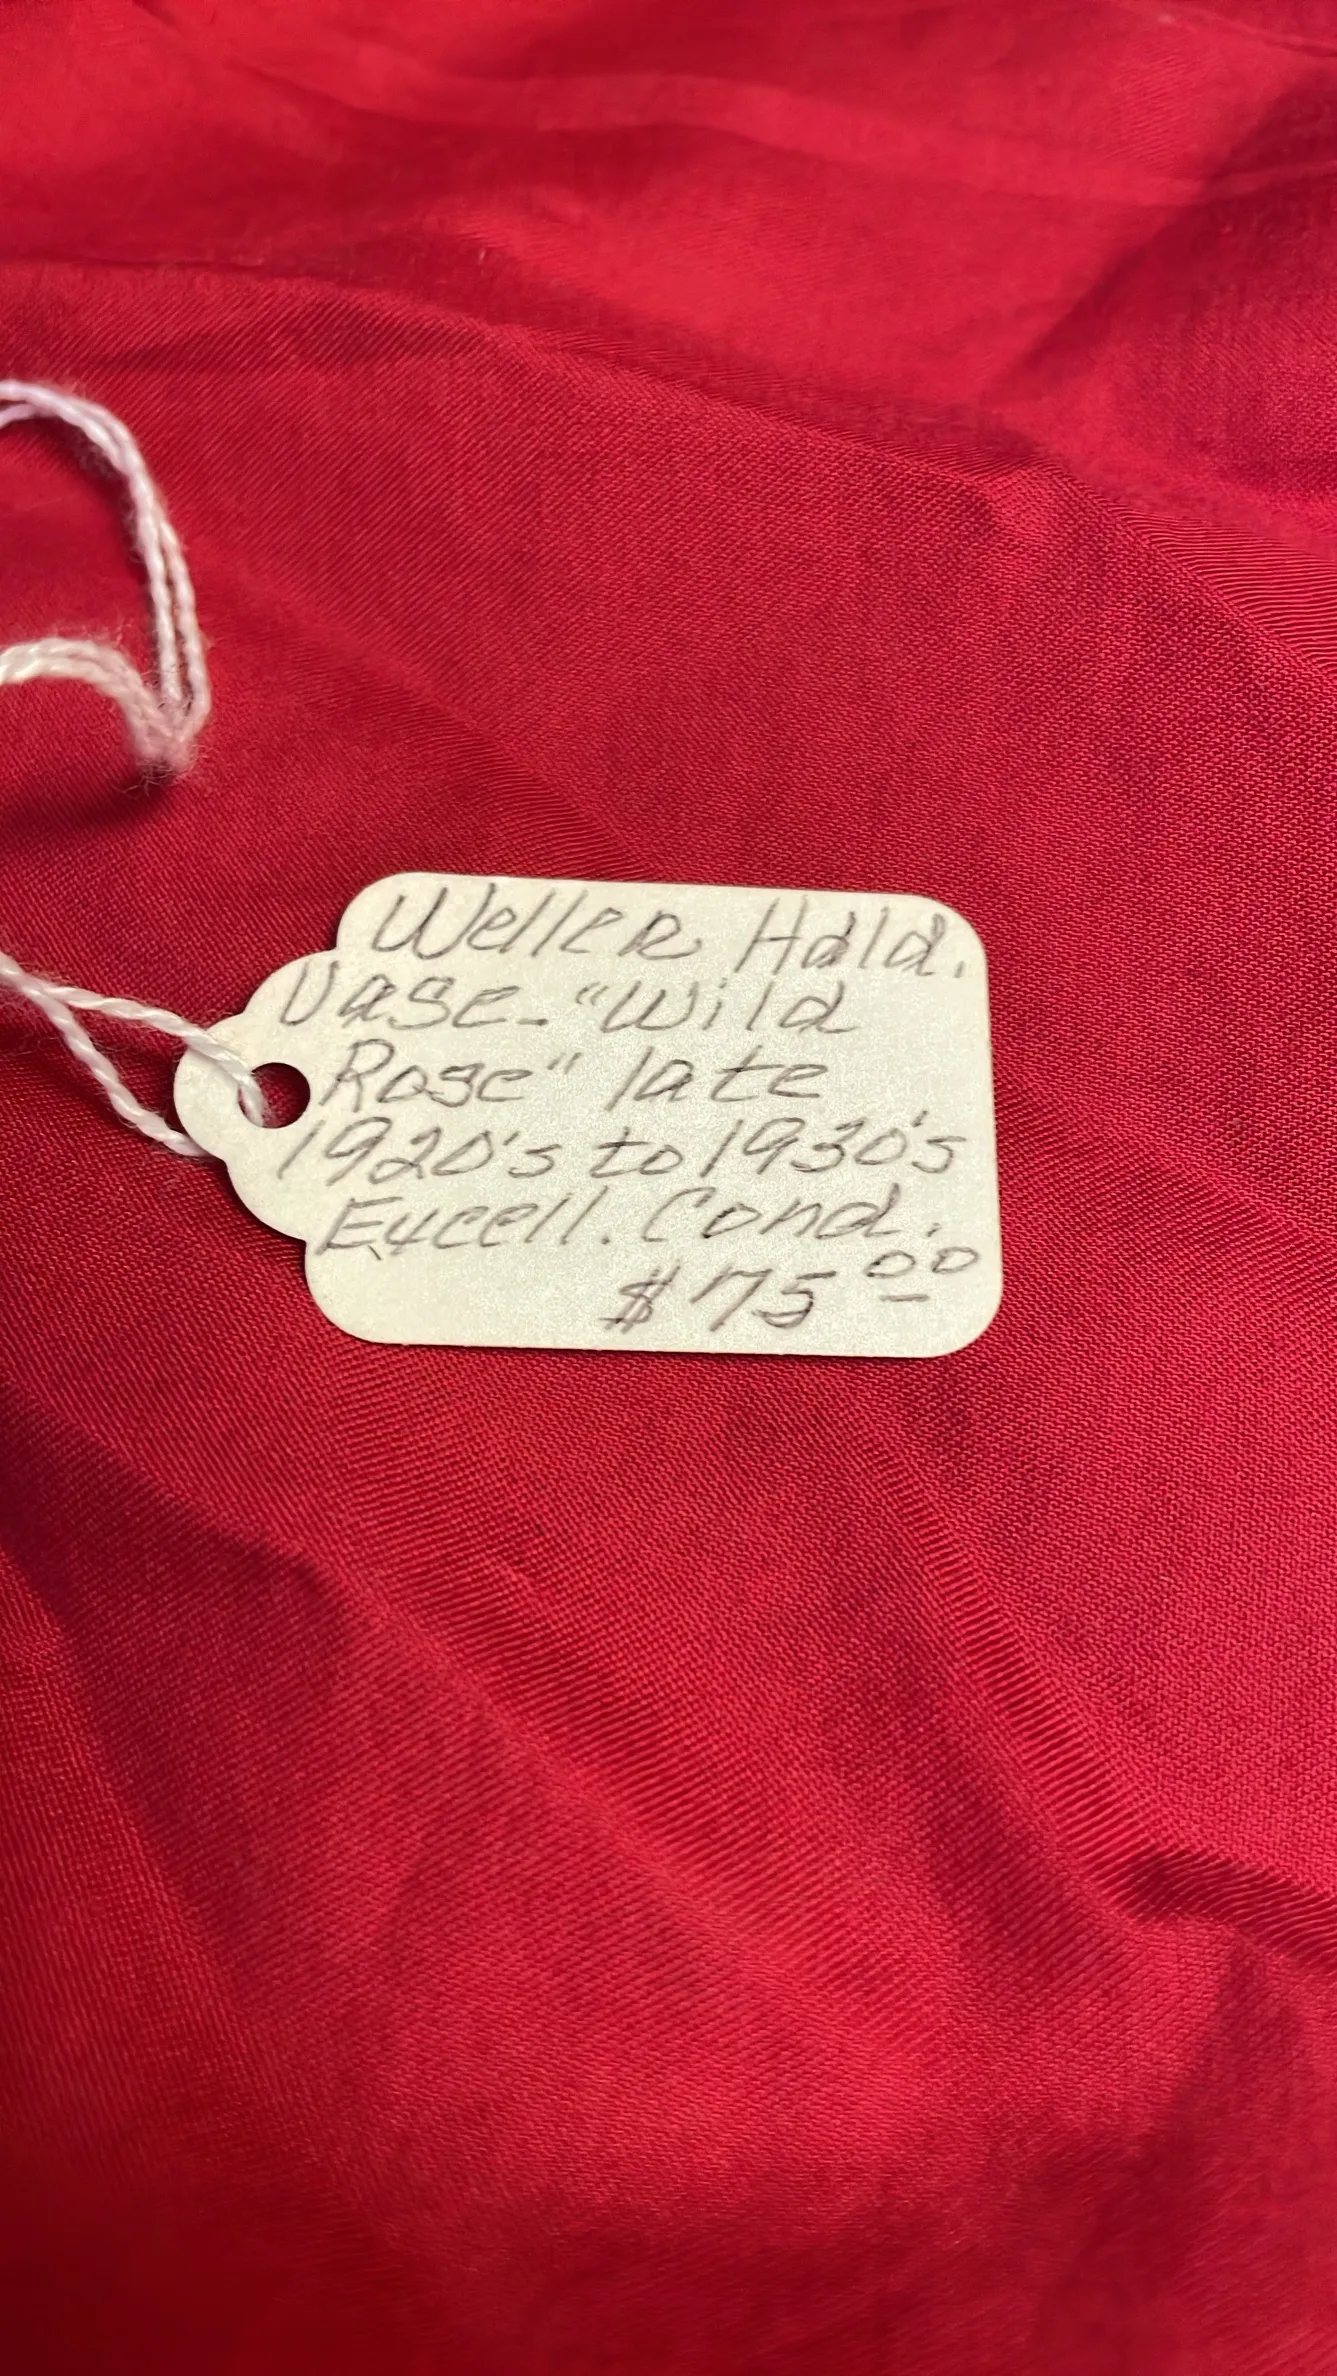 Weller Hdld.
Vase - "Wild
Rose" late
1920's to 1930's
Excell. Cond.
$75.00